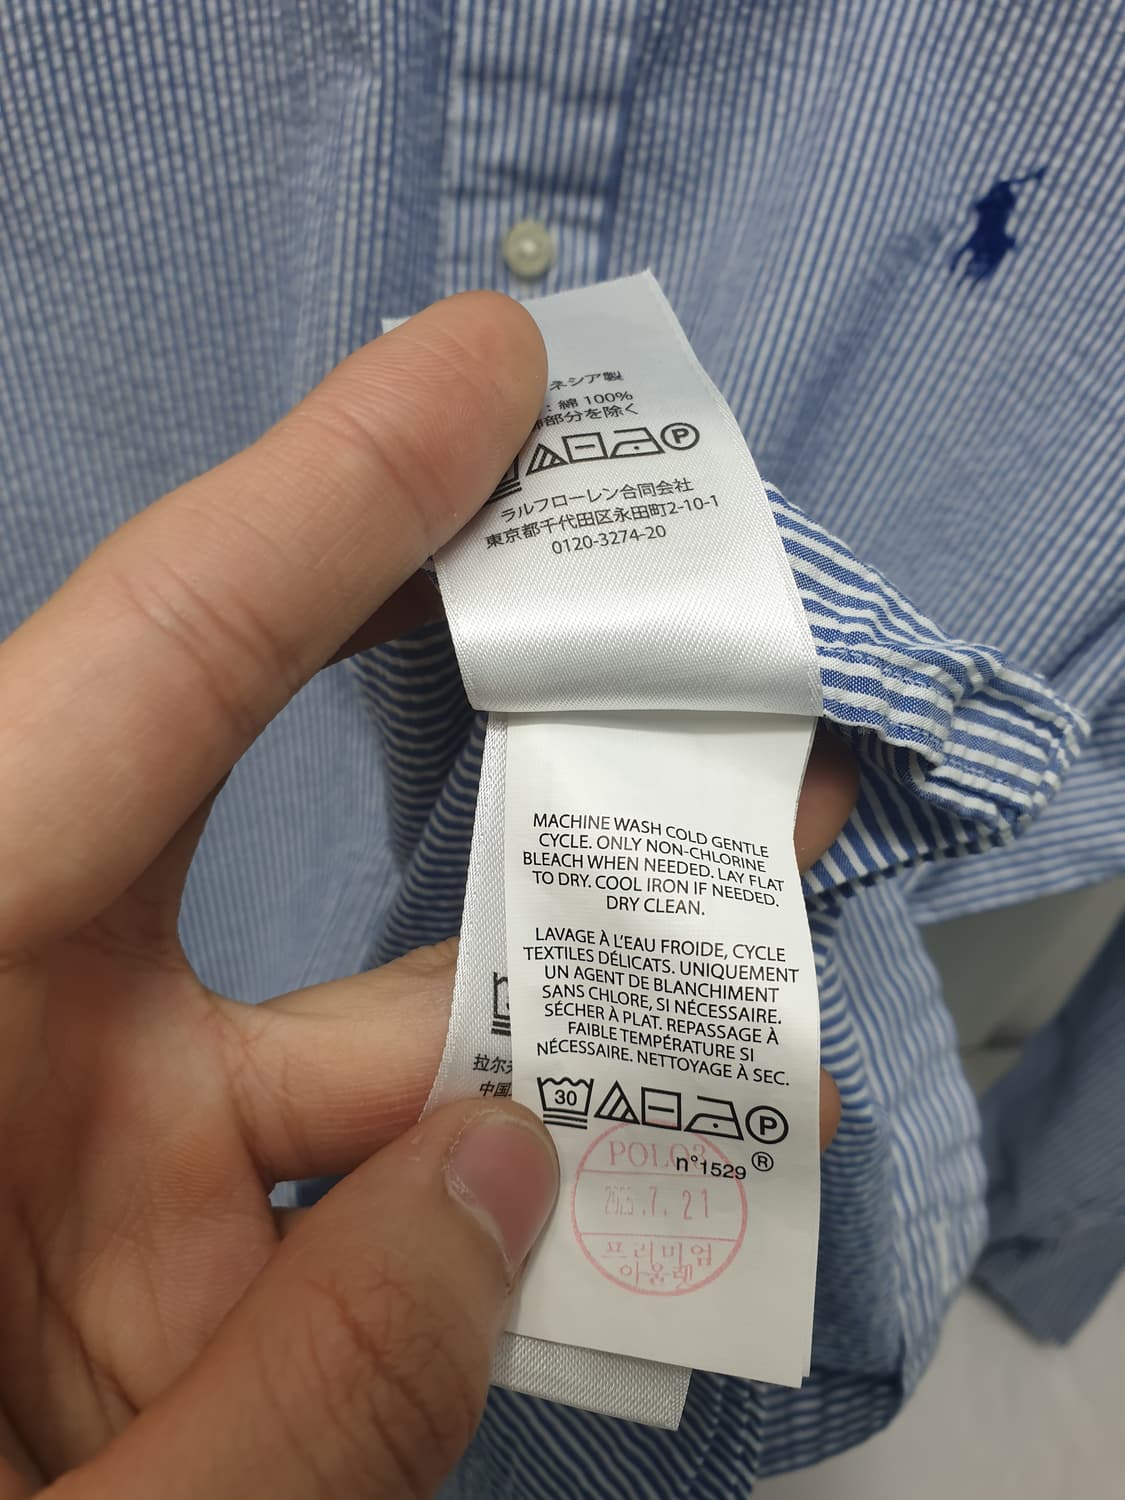 ネシア製
: 綿 100%
部分を除く
P
ラルフローレン合同会社
東京都千代田区永田町2-10-1
0120-3274-20
MACHINE WASH COLD GENTLE
CYCLE. ONLY NON-CHLORINE
BLEACH WHEN NEEDED. LAY FLAT
TO DRY. COOL IRON IF NEEDED.
DRY CLEAN.
LAVAGE À L'EAU FROIDE, CYCLE
TEXTILES DÉLICATS. UNIQUEMENT
UN AGENT DE BLANCHIMENT
SANS CHLORE, SI NÉCESSAIRE.
SÉCHER À PLAT. REPASSAGE À
FAIBLE TEMPÉRATURE SI
NÉCESSAIRE. NETTOYAGE À SEC.
拉尔
中国
30 P
n°1529 ®
POLO
7. 21
프리미엄
아울렛